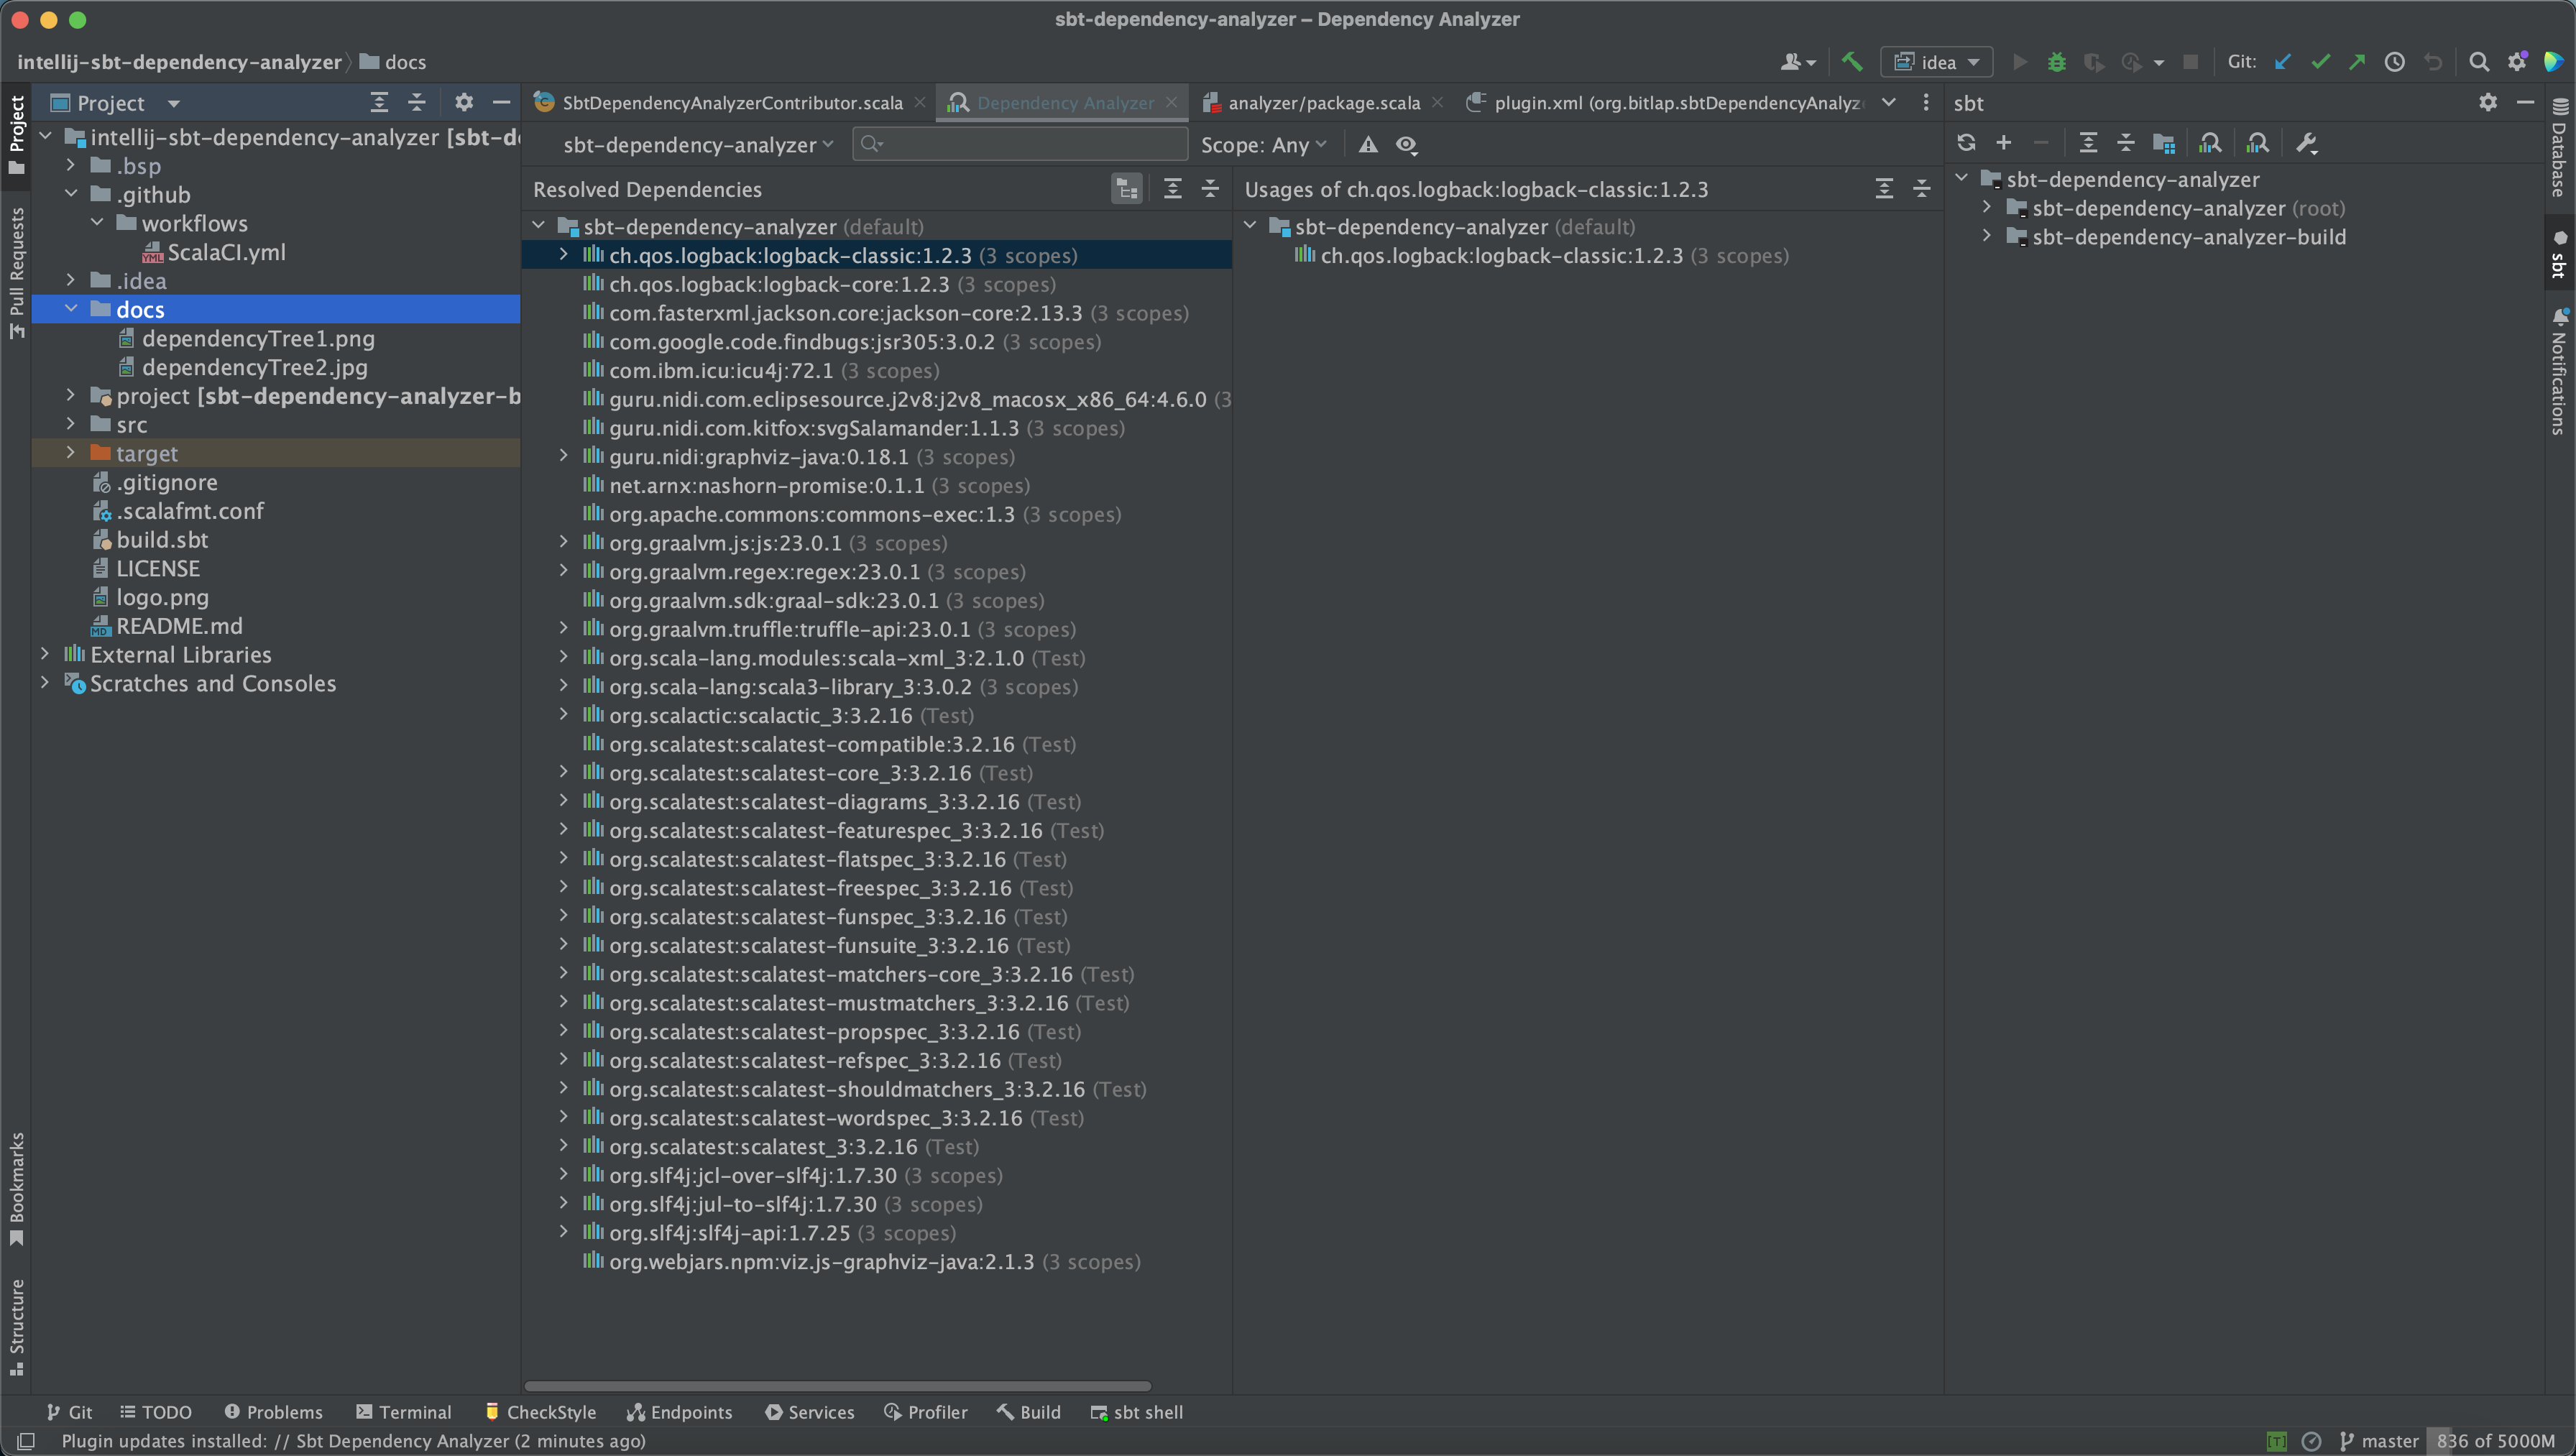 sbt-dependency-analyzer – Dependency Analyzer
intellij-sbt-dependency-analyzer docs
idea
Git:
Project
SbtDependencyAnalyzerContributor.scala
Dependency Analyzer
analyzer/package.scala
plugin.xml (org.bitlap.sbtDependencyAnalyz
sbt
Project
Pull Requests
Bookmarks
Structure
intellij-sbt-dependency-analyzer [sbt-d
.bsp
.github
workflows
ScalaCI.yml
.idea
docs
dependencyTree1.png
dependencyTree2.jpg
project [sbt-dependency-analyzer-b
src
target
.gitignore
.scalafmt.conf
build.sbt
LICENSE
logo.png
README.md
External Libraries
Scratches and Consoles
sbt-dependency-analyzer
Scope: Any
Resolved Dependencies
sbt-dependency-analyzer (default)
ch.qos.logback:logback-classic:1.2.3 (3 scopes)
ch.qos.logback:logback-core:1.2.3 (3 scopes)
com.fasterxml.jackson.core:jackson-core:2.13.3 (3 scopes)
com.google.code.findbugs:jsr305:3.0.2 (3 scopes)
com.ibm.icu:icu4j:72.1 (3 scopes)
guru.nidi.com.eclipsesource.j2v8:j2v8_macosx_x86_64:4.6.0 (3
guru.nidi.com.kitfox:svgSalamander:1.1.3 (3 scopes)
guru.nidi:graphviz-java:0.18.1 (3 scopes)
net.arnx:nashorn-promise:0.1.1 (3 scopes)
org.apache.commons:commons-exec:1.3 (3 scopes)
org.graalvm.js:js:23.0.1 (3 scopes)
org.graalvm.regex:regex:23.0.1 (3 scopes)
org.graalvm.sdk:graal-sdk:23.0.1 (3 scopes)
org.graalvm.truffle:truffle-api:23.0.1 (3 scopes)
org.scala-lang.modules:scala-xml_3:2.1.0 (Test)
org.scala-lang:scala3-library_3:3.0.2 (3 scopes)
org.scalactic:scalactic_3:3.2.16 (Test)
org.scalatest:scalatest-compatible:3.2.16 (Test)
org.scalatest:scalatest-core_3:3.2.16 (Test)
org.scalatest:scalatest-diagrams_3:3.2.16 (Test)
org.scalatest:scalatest-featurespec_3:3.2.16 (Test)
org.scalatest:scalatest-flatspec_3:3.2.16 (Test)
org.scalatest:scalatest-freespec_3:3.2.16 (Test)
org.scalatest:scalatest-funspec_3:3.2.16 (Test)
org.scalatest:scalatest-funsuite_3:3.2.16 (Test)
org.scalatest:scalatest-matchers-core_3:3.2.16 (Test)
org.scalatest:scalatest-mustmatchers_3:3.2.16 (Test)
org.scalatest:scalatest-propspec_3:3.2.16 (Test)
org.scalatest:scalatest-refspec_3:3.2.16 (Test)
org.scalatest:scalatest-shouldmatchers_3:3.2.16 (Test)
org.scalatest:scalatest-wordspec_3:3.2.16 (Test)
org.scalatest:scalatest_3:3.2.16 (Test)
org.slf4j:jcl-over-slf4j:1.7.30 (3 scopes)
org.slf4j:jul-to-slf4j:1.7.30 (3 scopes)
org.slf4j:slf4j-api:1.7.25 (3 scopes)
org.webjars.npm:viz.js-graphviz-java:2.1.3 (3 scopes)
Usages of ch.qos.logback:logback-classic:1.2.3
sbt-dependency-analyzer (default)
ch.qos.logback:logback-classic:1.2.3 (3 scopes)
sbt-dependency-analyzer
sbt-dependency-analyzer (root)
sbt-dependency-analyzer-build
Database
sbt
Notifications
Git
TODO
Problems
Terminal
CheckStyle
Endpoints
Services
Profiler
Build
sbt shell
Plugin updates installed: // Sbt Dependency Analyzer (2 minutes ago)
[T]
master
836 of 5000M